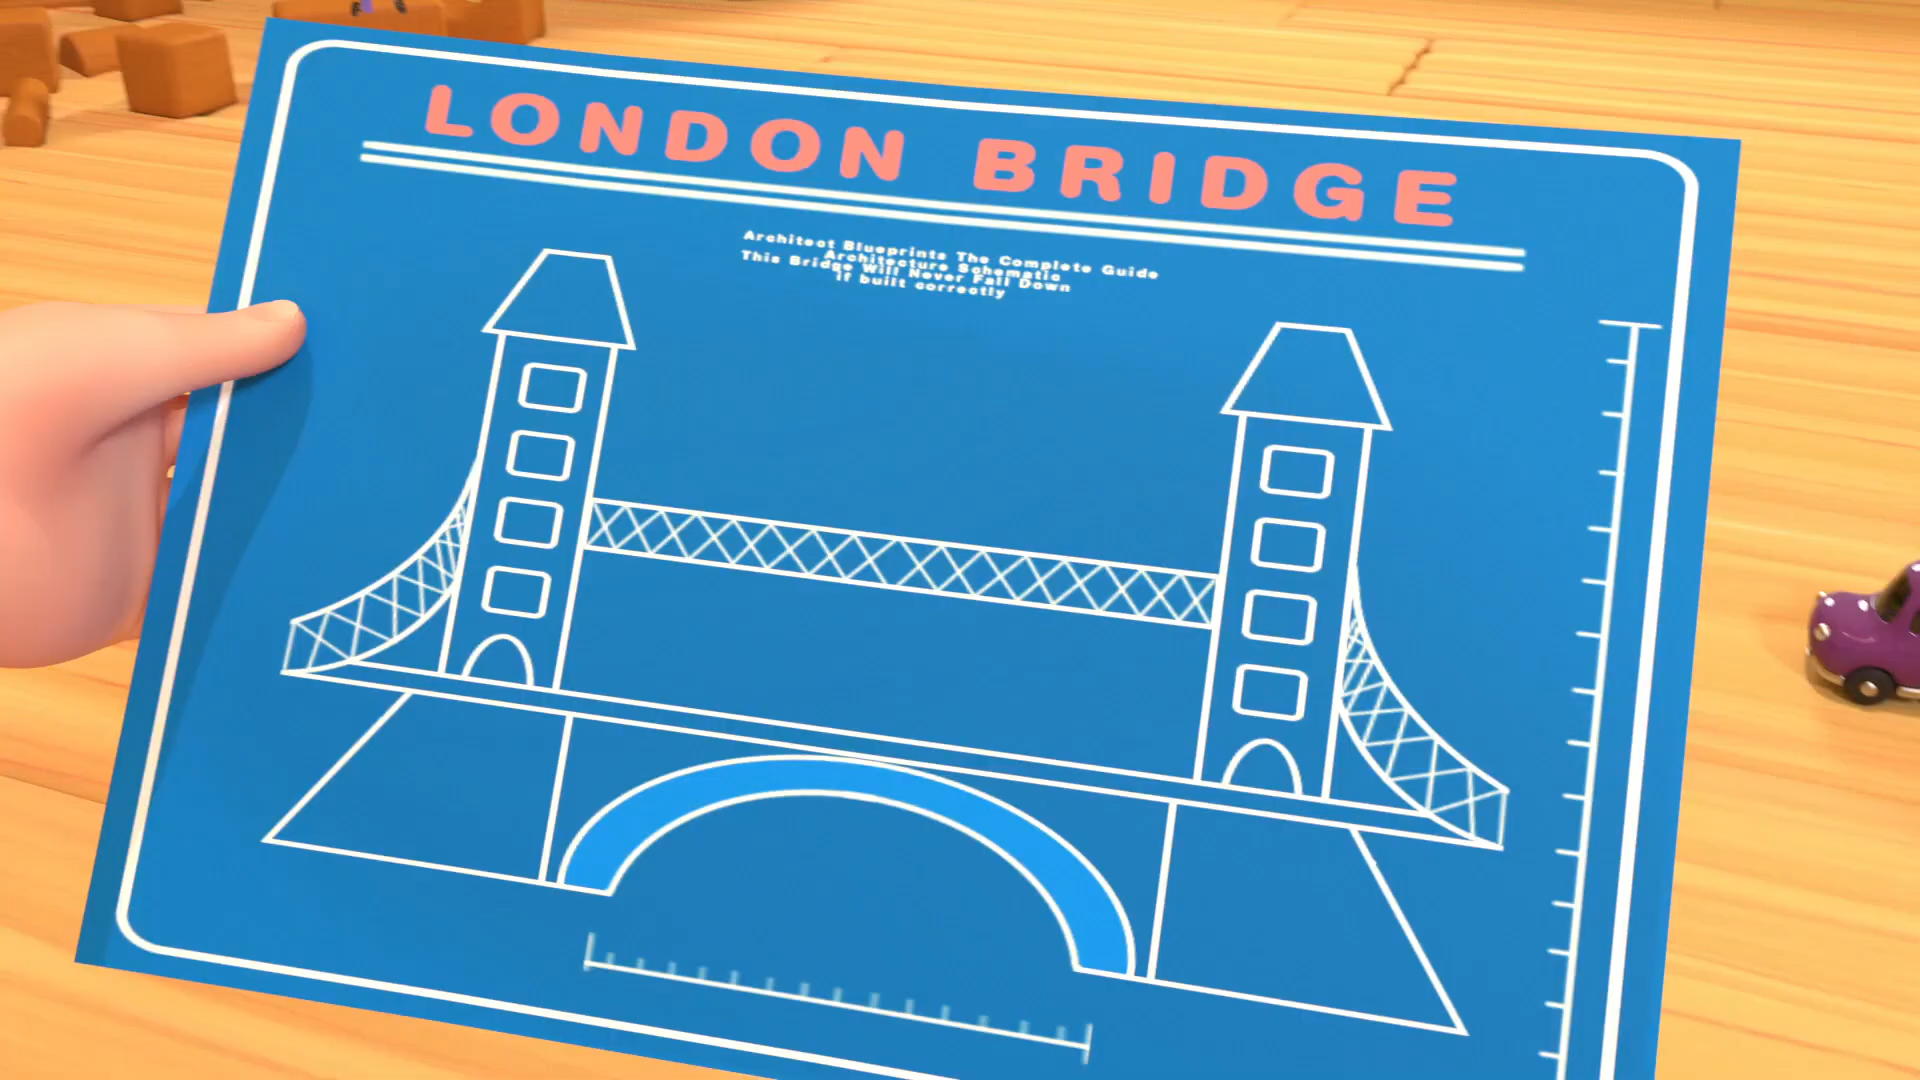 LONDON BRIDGE
Architect Blueprints The Complete Guide
Architecture Schematic
This Bridge Will Never Fall Down
If built correctly